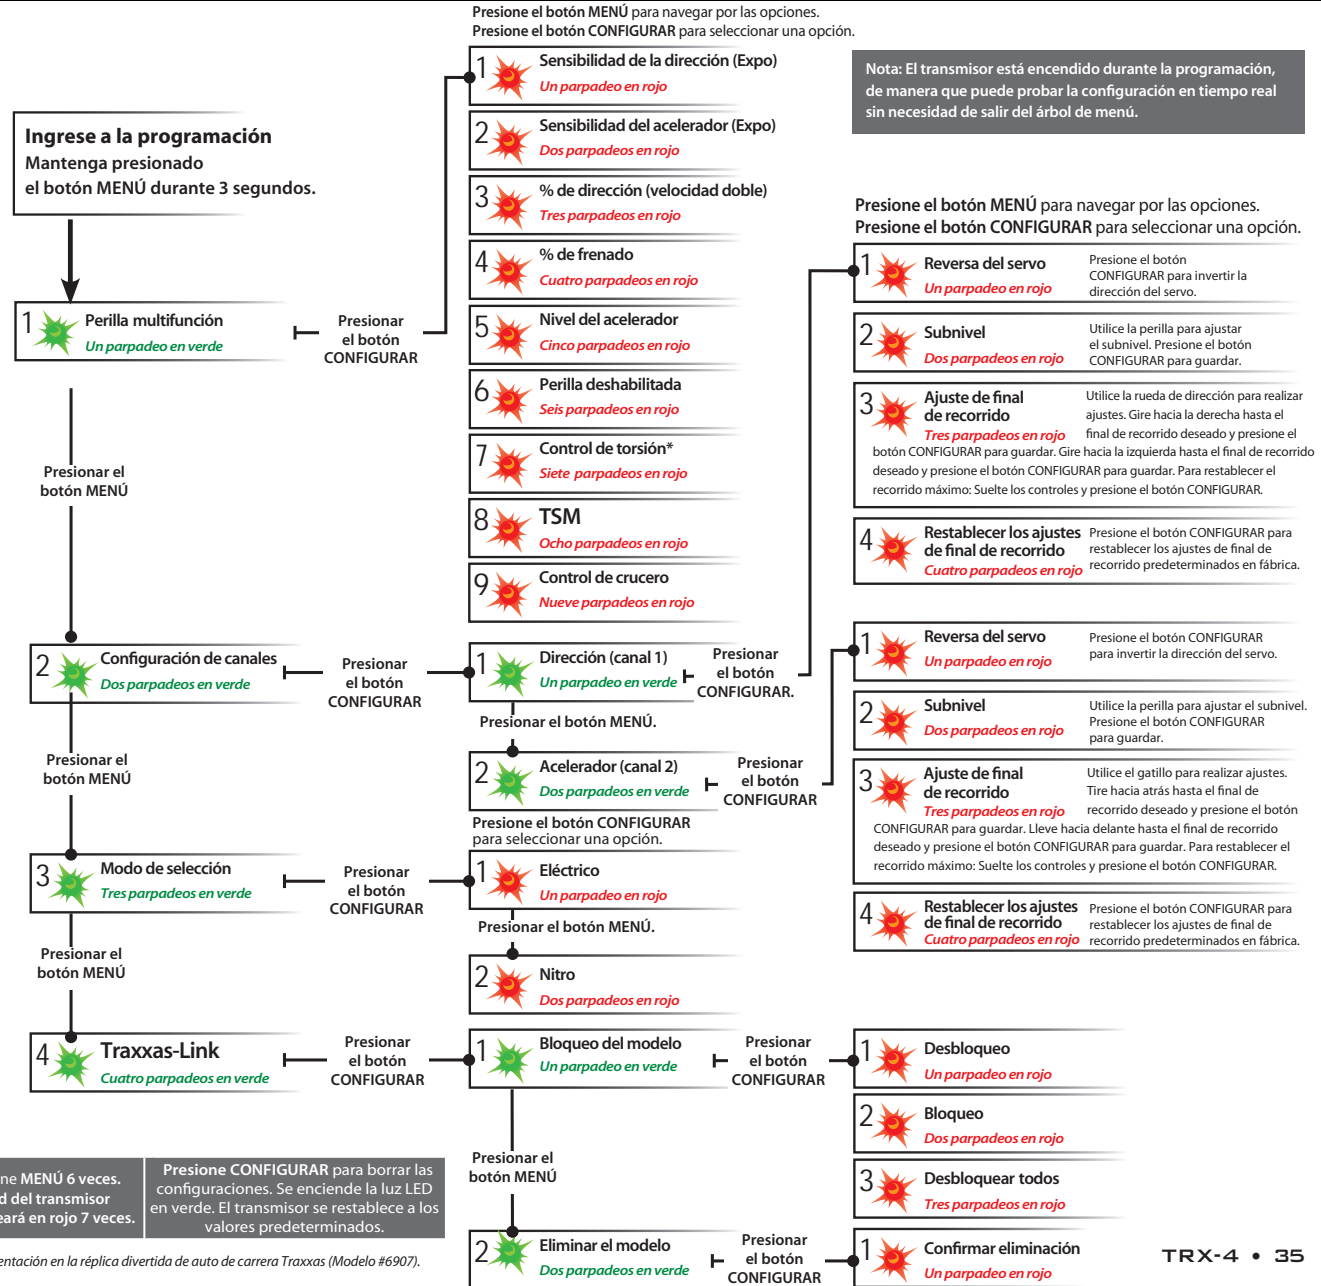 Presione el botón MENÚ para navegar por las opciones.
Presione el botón CONFIGURAR para seleccionar una opción.
Nota: El transmisor está encendido durante la programación,
de manera que puede probar la configuración en tiempo real
sin necesidad de salir del árbol de menú.
Ingrese a la programación
Mantenga presionado
el botón MENÚ durante 3 segundos.
1 Perilla multifunción
Un parpadeo en verde
Presionar
el botón
CONFIGURAR
1 Sensibilidad de la dirección (Expo)
Un parpadeo en rojo
2 Sensibilidad del acelerador (Expo)
Dos parpadeos en rojo
3 % de dirección (velocidad doble)
Tres parpadeos en rojo
4 % de frenado
Cuatro parpadeos en rojo
5 Nivel del acelerador
Cinco parpadeos en rojo
6 Perilla deshabilitada
Seis parpadeos en rojo
7 Control de torsión*
Siete parpadeos en rojo
8 TSM
Ocho parpadeos en rojo
9 Control de crucero
Nueve parpadeos en rojo
Presionar el
botón MENÚ
2 Configuración de canales
Dos parpadeos en verde
Presionar
el botón
CONFIGURAR
1 Dirección (canal 1)
Un parpadeo en verde
Presionar
el botón
CONFIGURAR.
Presione el botón MENÚ para navegar por las opciones.
Presione el botón CONFIGURAR para seleccionar una opción.
1 Reversa del servo
Un parpadeo en rojo
Presione el botón
CONFIGURAR para invertir la
dirección del servo.
2 Subnivel
Dos parpadeos en rojo
Utilice la perilla para ajustar
el subnivel. Presione el botón
CONFIGURAR para guardar.
3 Ajuste de final
de recorrido
Tres parpadeos en rojo
Utilice la rueda de dirección para realizar
ajustes. Gire hacia la derecha hasta el
final de recorrido deseado y presione el
botón CONFIGURAR para guardar. Gire hacia la izquierda hasta el final de recorrido
deseado y presione el botón CONFIGURAR para guardar. Para restablecer el
recorrido máximo: Suelte los controles y presione el botón CONFIGURAR.
4 Restablecer los ajustes
de final de recorrido
Cuatro parpadeos en rojo
Presione el botón CONFIGURAR para
restablecer los ajustes de final de
recorrido predeterminados en fábrica.
Presionar el botón MENÚ.
2 Acelerador (canal 2)
Dos parpadeos en verde
Presionar
el botón
CONFIGURAR
1 Reversa del servo
Un parpadeo en rojo
Presione el botón CONFIGURAR
para invertir la dirección del servo.
2 Subnivel
Dos parpadeos en rojo
Utilice la perilla para ajustar el subnivel.
Presione el botón CONFIGURAR
para guardar.
3 Ajuste de final
de recorrido
Tres parpadeos en rojo
Utilice el gatillo para realizar ajustes.
Tire hacia atrás hasta el final de
recorrido deseado y presione el botón
CONFIGURAR para guardar. Lleve hacia delante hasta el final de recorrido
deseado y presione el botón CONFIGURAR para guardar. Para restablecer el
recorrido máximo: Suelte los controles y presione el botón CONFIGURAR.
4 Restablecer los ajustes
de final de recorrido
Cuatro parpadeos en rojo
Presione el botón CONFIGURAR para
restablecer los ajustes de final de
recorrido predeterminados en fábrica.
Presionar el
botón MENÚ
3 Modo de selección
Tres parpadeos en verde
Presionar
el botón
CONFIGURAR
Presione el botón CONFIGURAR
para seleccionar una opción.
1 Eléctrico
Un parpadeo en rojo
Presionar el botón MENÚ.
2 Nitro
Dos parpadeos en rojo
Presionar el
botón MENÚ
4 Traxxas-Link
Cuatro parpadeos en verde
Presionar
el botón
CONFIGURAR
1 Bloqueo del modelo
Un parpadeo en verde
Presionar
el botón
CONFIGURAR
1 Desbloqueo
Un parpadeo en rojo
2 Bloqueo
Dos parpadeos en rojo
3 Desbloquear todos
Tres parpadeos en rojo
Presionar el
botón MENÚ
2 Eliminar el modelo
Dos parpadeos en verde
Presionar
el botón
CONFIGURAR
1 Confirmar eliminación
Un parpadeo en rojo
ne MENÚ 6 veces.
d del transmisor
eará en rojo 7 veces.
Presione CONFIGURAR para borrar las
configuraciones. Se enciende la luz LED
en verde. El transmisor se restablece a los
valores predeterminados.
entación en la réplica divertida de auto de carrera Traxxas (Modelo #6907).
TRX-4 • 35